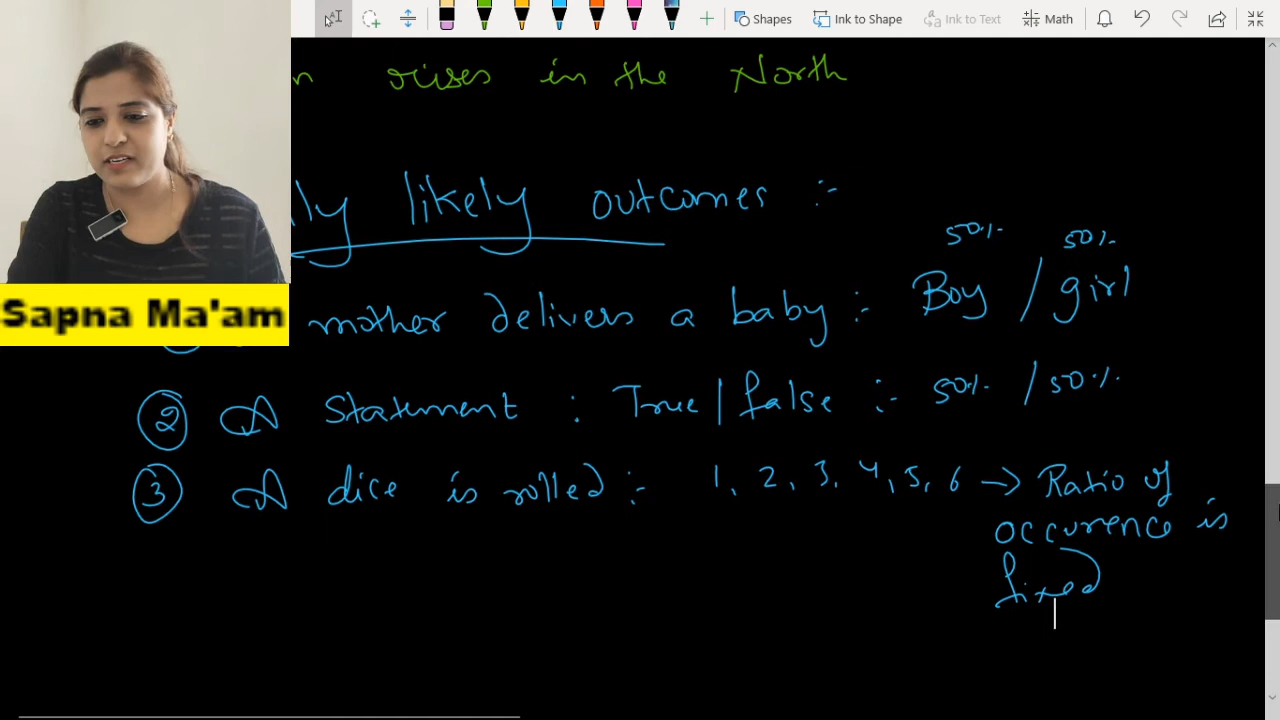 Shapes Ink to Shape Ink to Text Math
n rises in the North
lly likely outcomes :-
50% 50%
mother delivers a baby :- Boy / girl
Sapna Ma'am
② A Statement : True | false :- 50% / 50%
③ A dice is rolled :- 1, 2, 3, 4, 5, 6 → Ratio of
occurence is
fixed